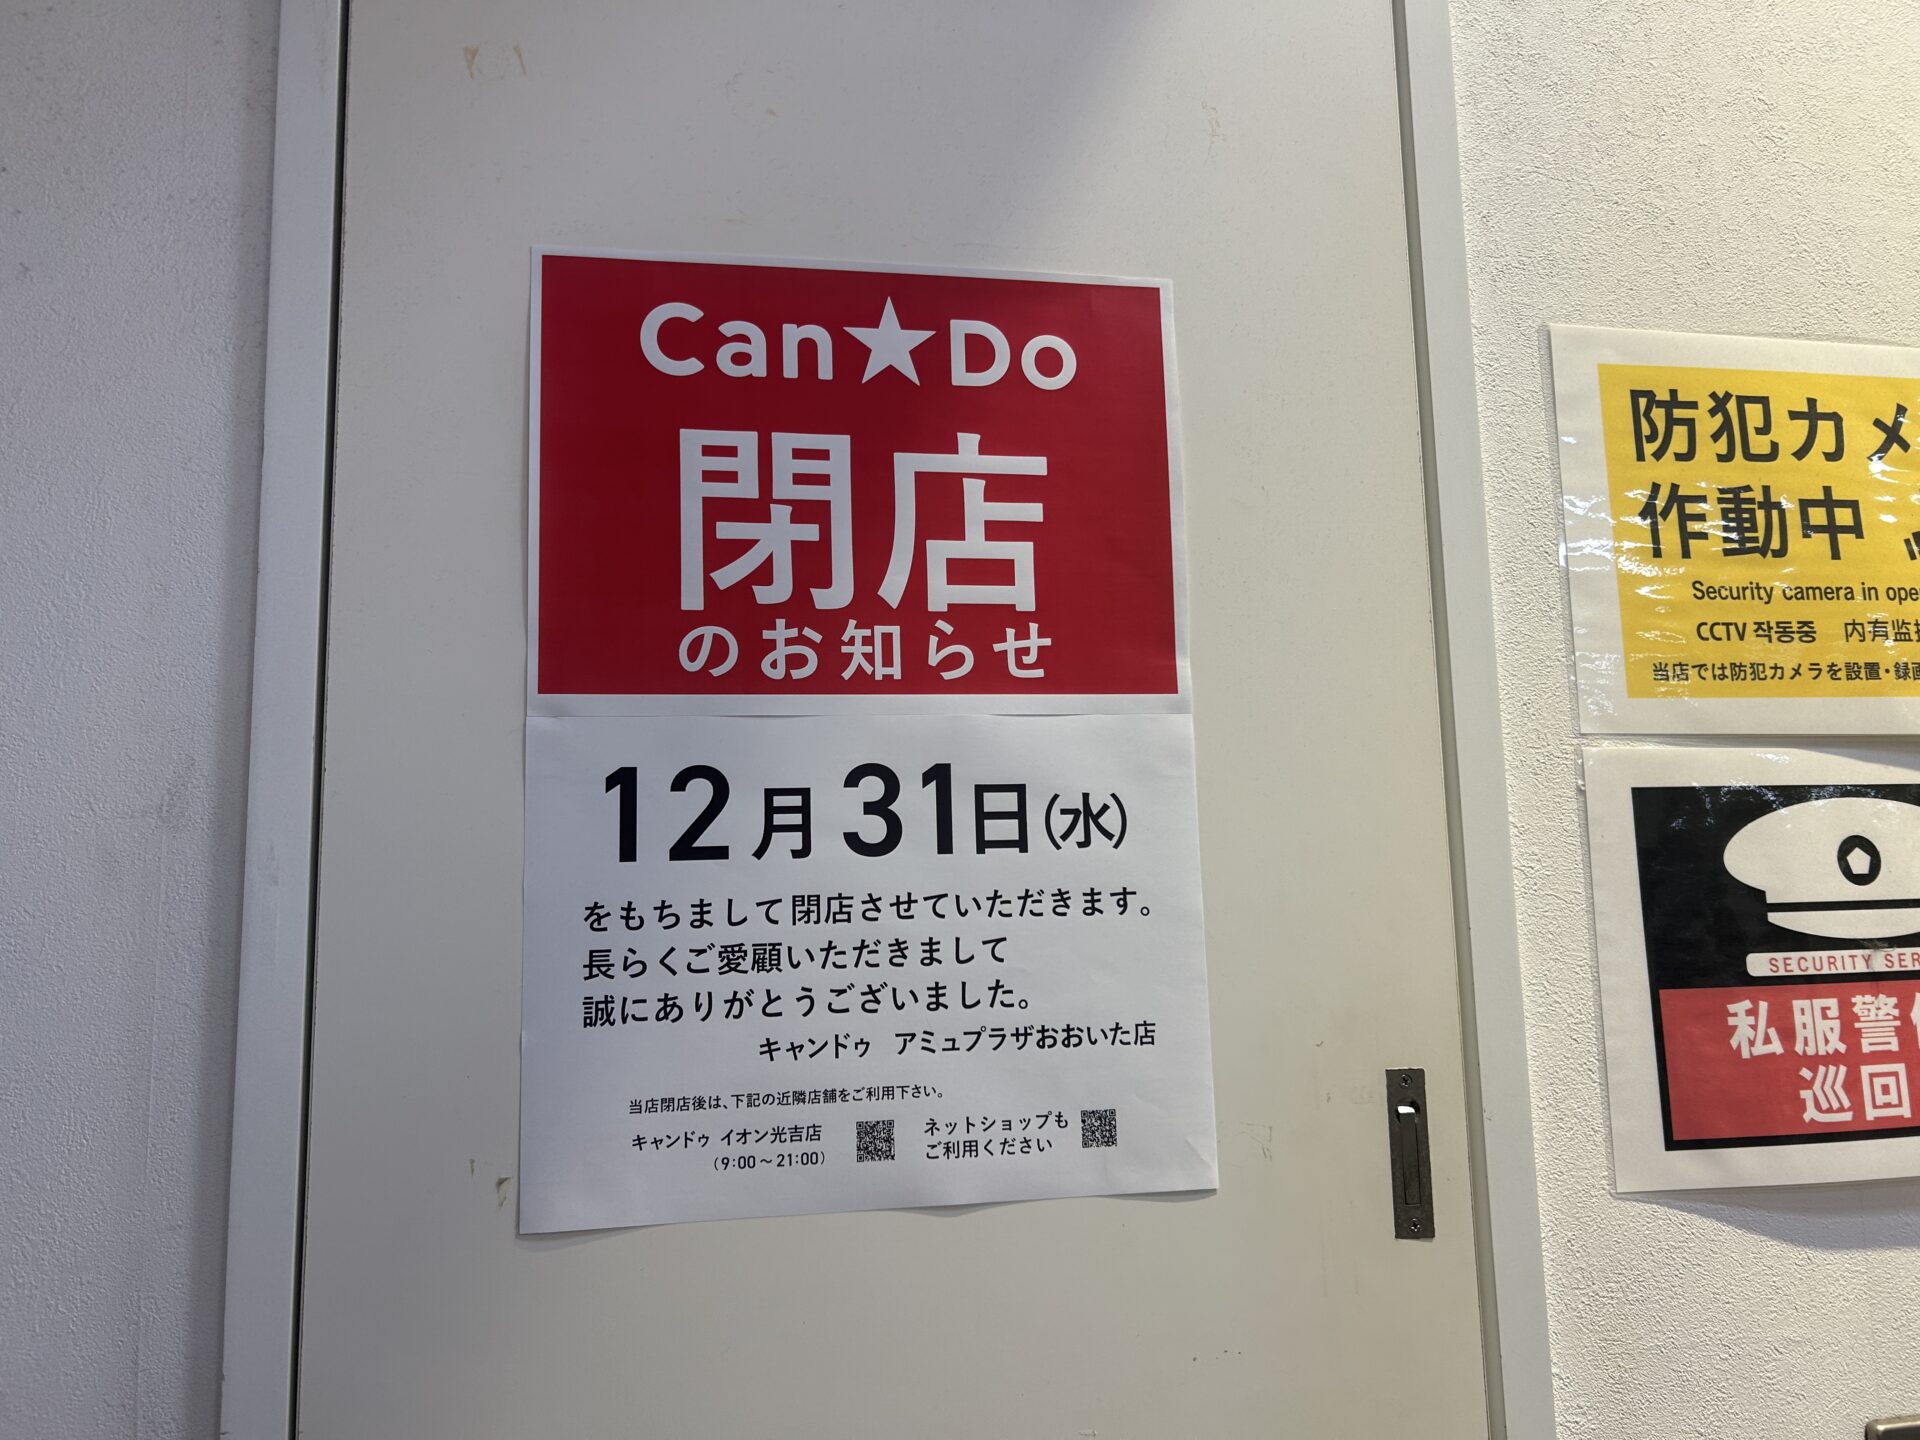 Can★Do
閉店
のお知らせ
12月31日(水)
をもちまして閉店させていただきます。
長らくご愛顧いただきまして
誠にありがとうございました。
キャンドゥ アミュプラザおおいた店
当店閉店後は、下記の近隣店舗をご利用下さい。
キャンドゥ イオン光吉店
(9:00～21:00)
ネットショップも
ご利用ください
防犯カメ
作動中
Security camera in ope
CCTV 작동중 内有监
当店では防犯カメラを設置・録
SECURITY SER
私服警
巡回